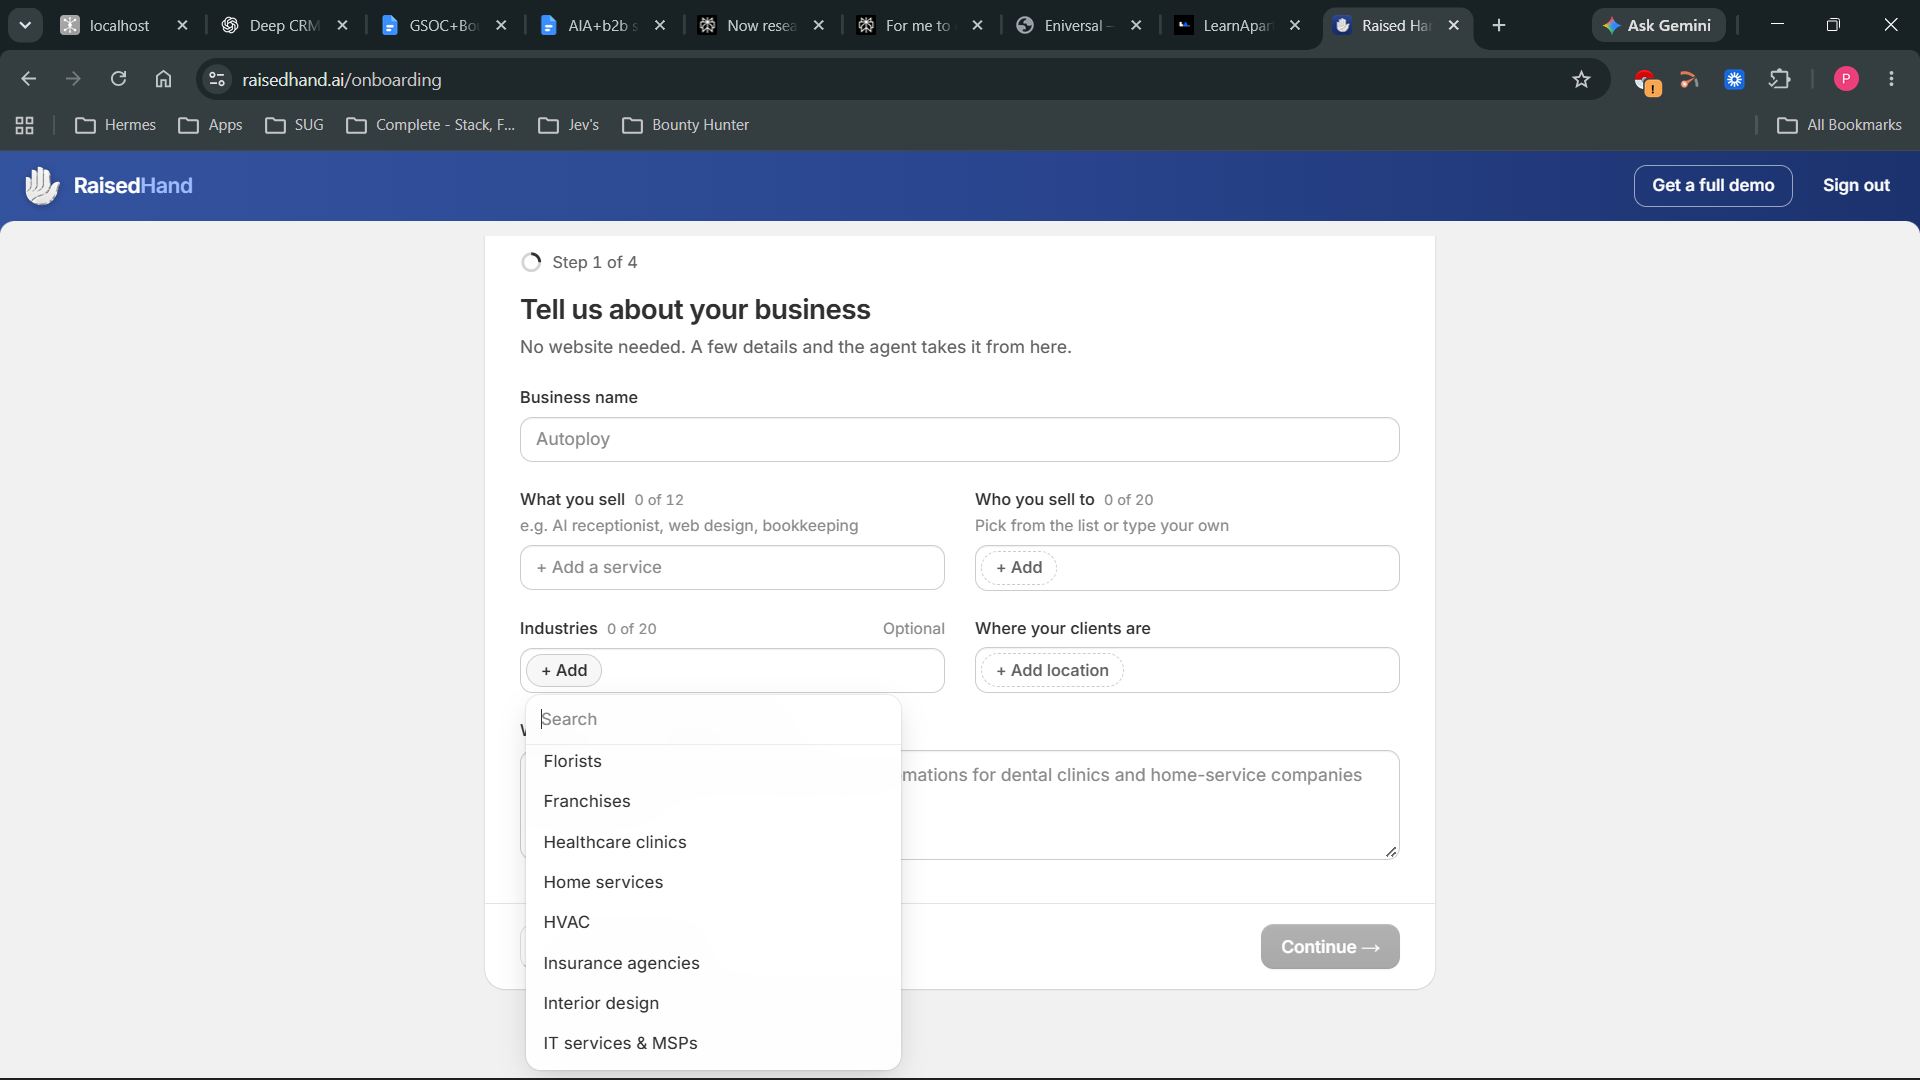 localhost
Deep CRM
GSOC+Bo
AIA+b2b s
Now resea
For me to
Eniversal –
LearnApar
Raised Ha
Ask Gemini
raisedhand.ai/onboarding
P
Hermes
Apps
SUG
Complete - Stack, F...
Jev's
Bounty Hunter
All Bookmarks
RaisedHand
Get a full demo
Sign out
Step 1 of 4
Tell us about your business
No website needed. A few details and the agent takes it from here.
Business name
Autoploy
What you sell 0 of 12
e.g. AI receptionist, web design, bookkeeping
+ Add a service
Who you sell to 0 of 20
Pick from the list or type your own
+ Add
Industries 0 of 20
Optional
+ Add
Where your clients are
+ Add location
Search
Florists
Franchises
Healthcare clinics
Home services
HVAC
Insurance agencies
Interior design
IT services & MSPs
mations for dental clinics and home-service companies
Continue →